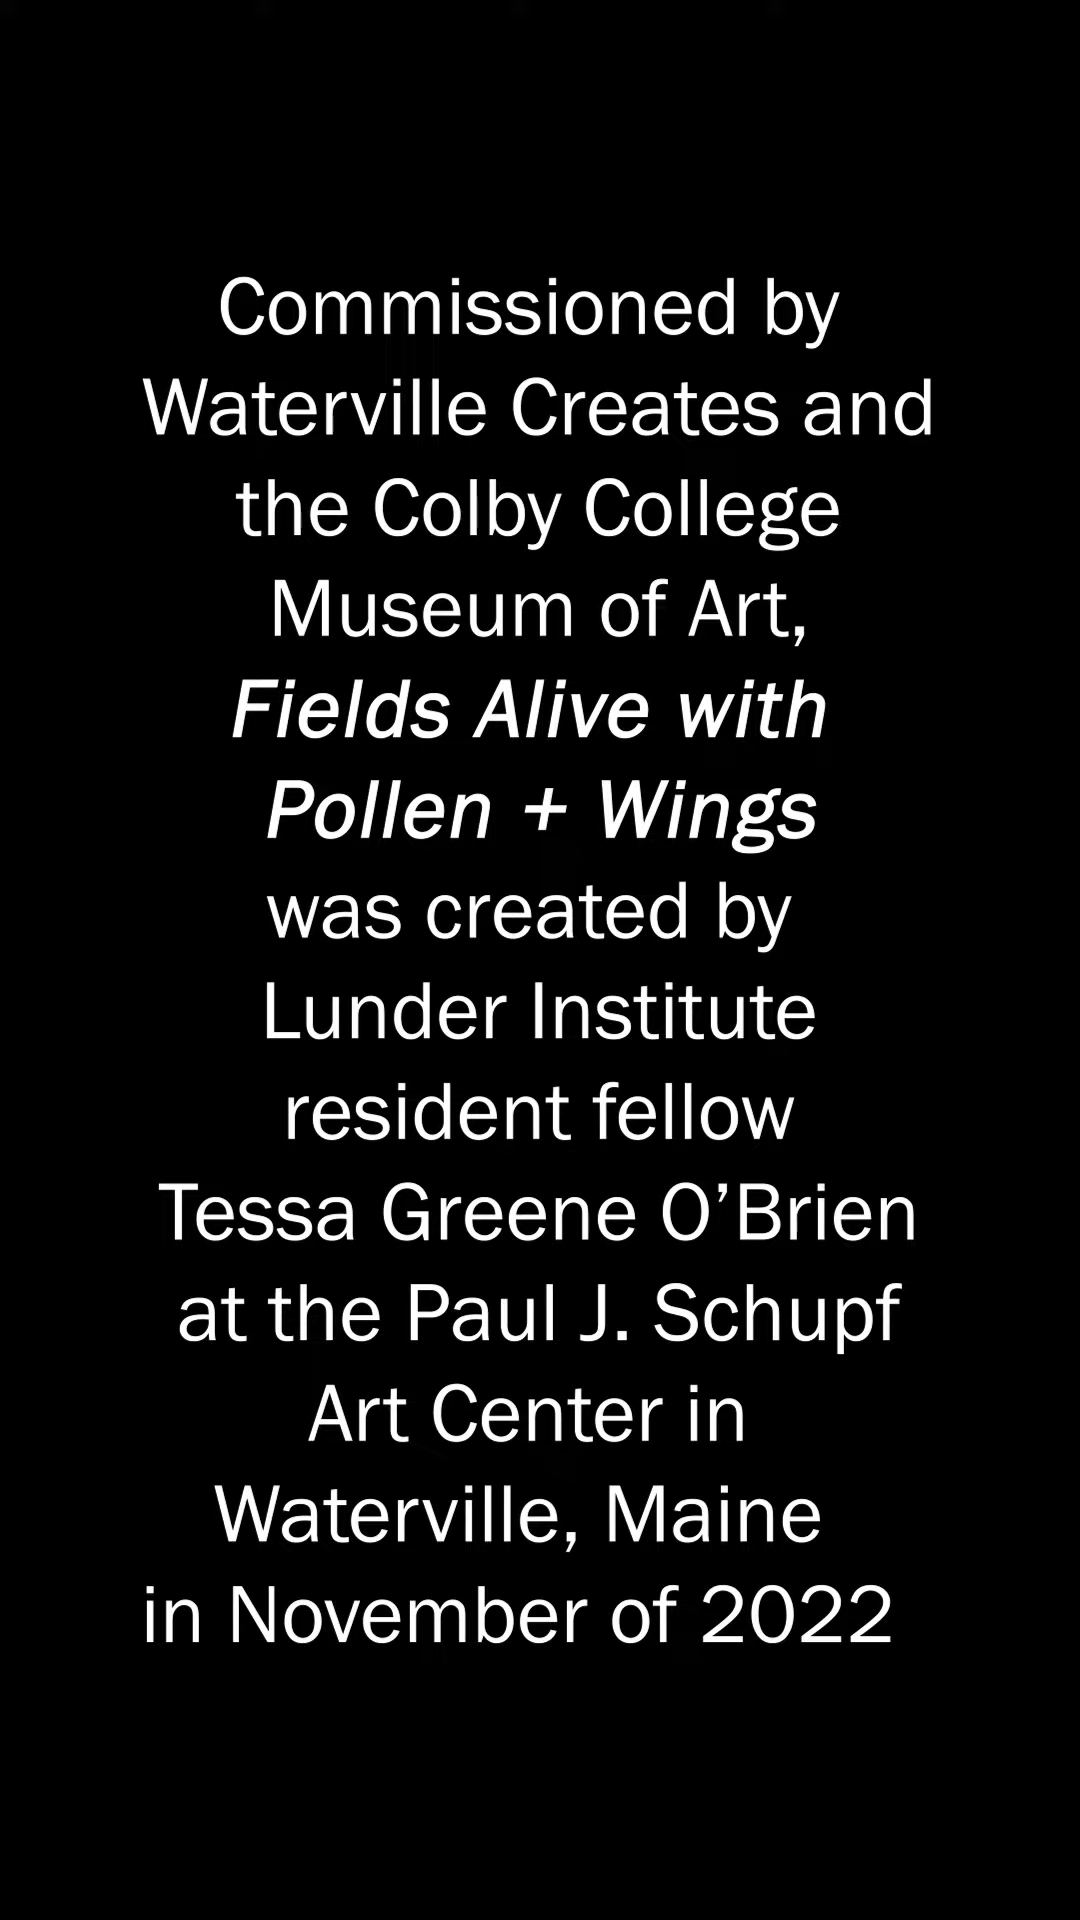 Commissioned by
Waterville Creates and
the Colby College
Museum of Art,
Fields Alive with
Pollen + Wings
was created by
Lunder Institute
resident fellow
Tessa Greene O’Brien
at the Paul J. Schupf
Art Center in
Waterville, Maine
in November of 2022